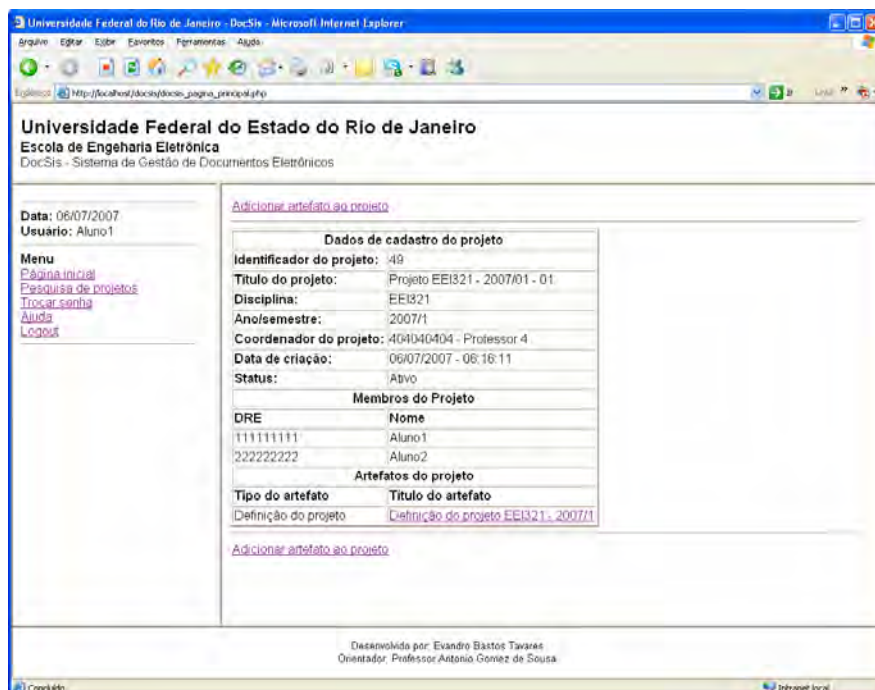 Universidade Federal do Rio de Janeiro - DocSis - Microsoft Internet Explorer
Arquivo Editar Exibir Favoritos Ferramentas Ajuda
Endereço http://localhost/docsis/docsis_pagina_principal.php
Universidade Federal do Estado do Rio de Janeiro
Escola de Engeharia Eletrônica
DocSis - Sistema de Gestão de Documentos Eletrônicos
Data: 06/07/2007
Usuário: Aluno1
Menu
Página inicial
Pesquisa de projetos
Trocar senha
Ajuda
Logout
Adicionar artefato ao projeto
Dados de cadastro do projeto
Identificador do projeto: 49
Título do projeto: Projeto EEI321 - 2007/01 - 01
Disciplina: EEI321
Ano/semestre: 2007/1
Coordenador do projeto: 404040404 - Professor 4
Data de criação: 06/07/2007 - 06:16:11
Status: Ativo
Membros do Projeto
DRE Nome
111111111 Aluno1
222222222 Aluno2
Artefatos do projeto
Tipo do artefato Título do artefato
Definição do projeto Definição do projeto EEI321 - 2007/1
Adicionar artefato ao projeto
Desenvolvido por: Evandro Bastos Tavares
Orientador: Professor Antonio Gomez de Sousa
Concluído Intranet local